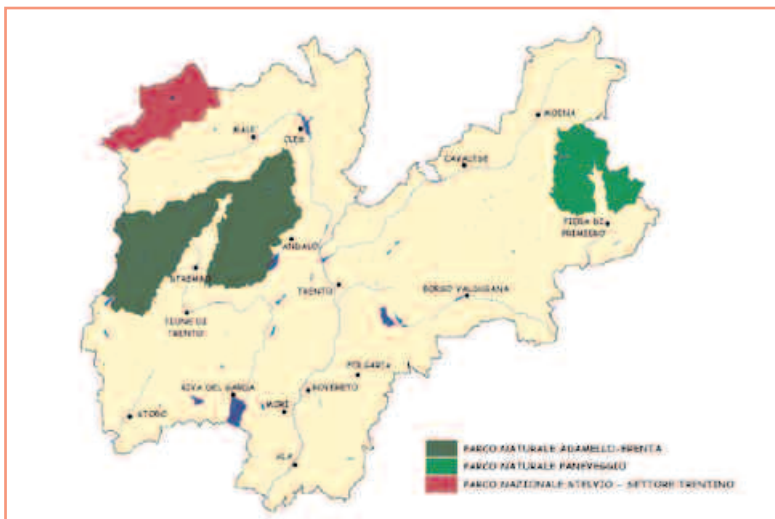 MALE'
CLES
MOENA
CAVALESE
FIERA DI
PRIMIERO
ANDALO
STREMBO
TRENTO
BORGO VALSUGANA
TIONE DI
TRENTO
FOLGARIA
RIVA DEL GARDA
ROVERETO
MORI
STORO
ALA
PARCO NATURALE ADAMELLO-BRENTA
PARCO NATURALE PANEVEGGIO
PARCO NAZIONALE STELVIO - SETTORE TRENTINO